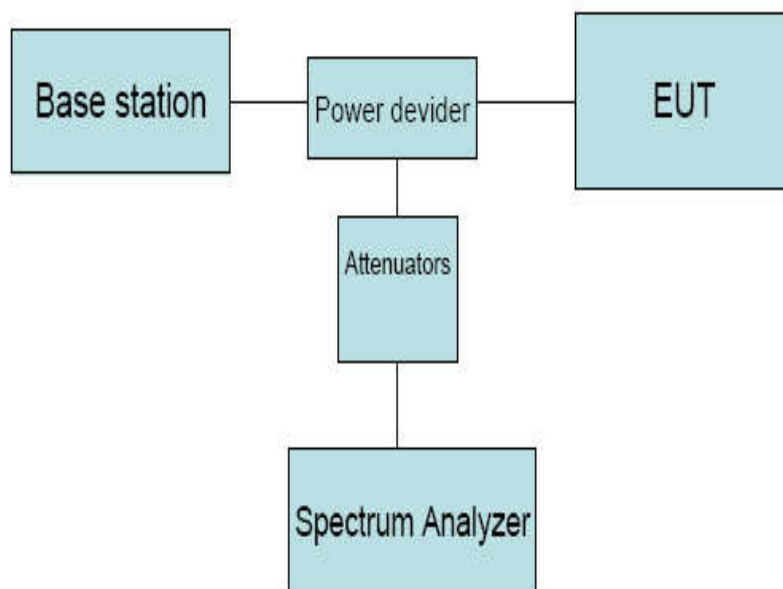 Base station
Power devider
EUT
Attenuators
Spectrum Analyzer